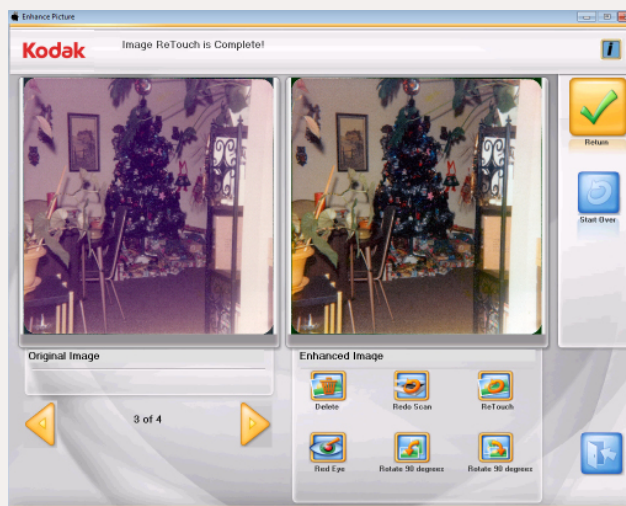 Enhance Picture
Kodak
Image ReTouch is Complete!
i
Return
Start Over
Original Image
Enhanced Image
Delete
Redo Scan
ReTouch
3 of 4
Red Eye
Rotate 90 degrees
Rotate 90 degrees